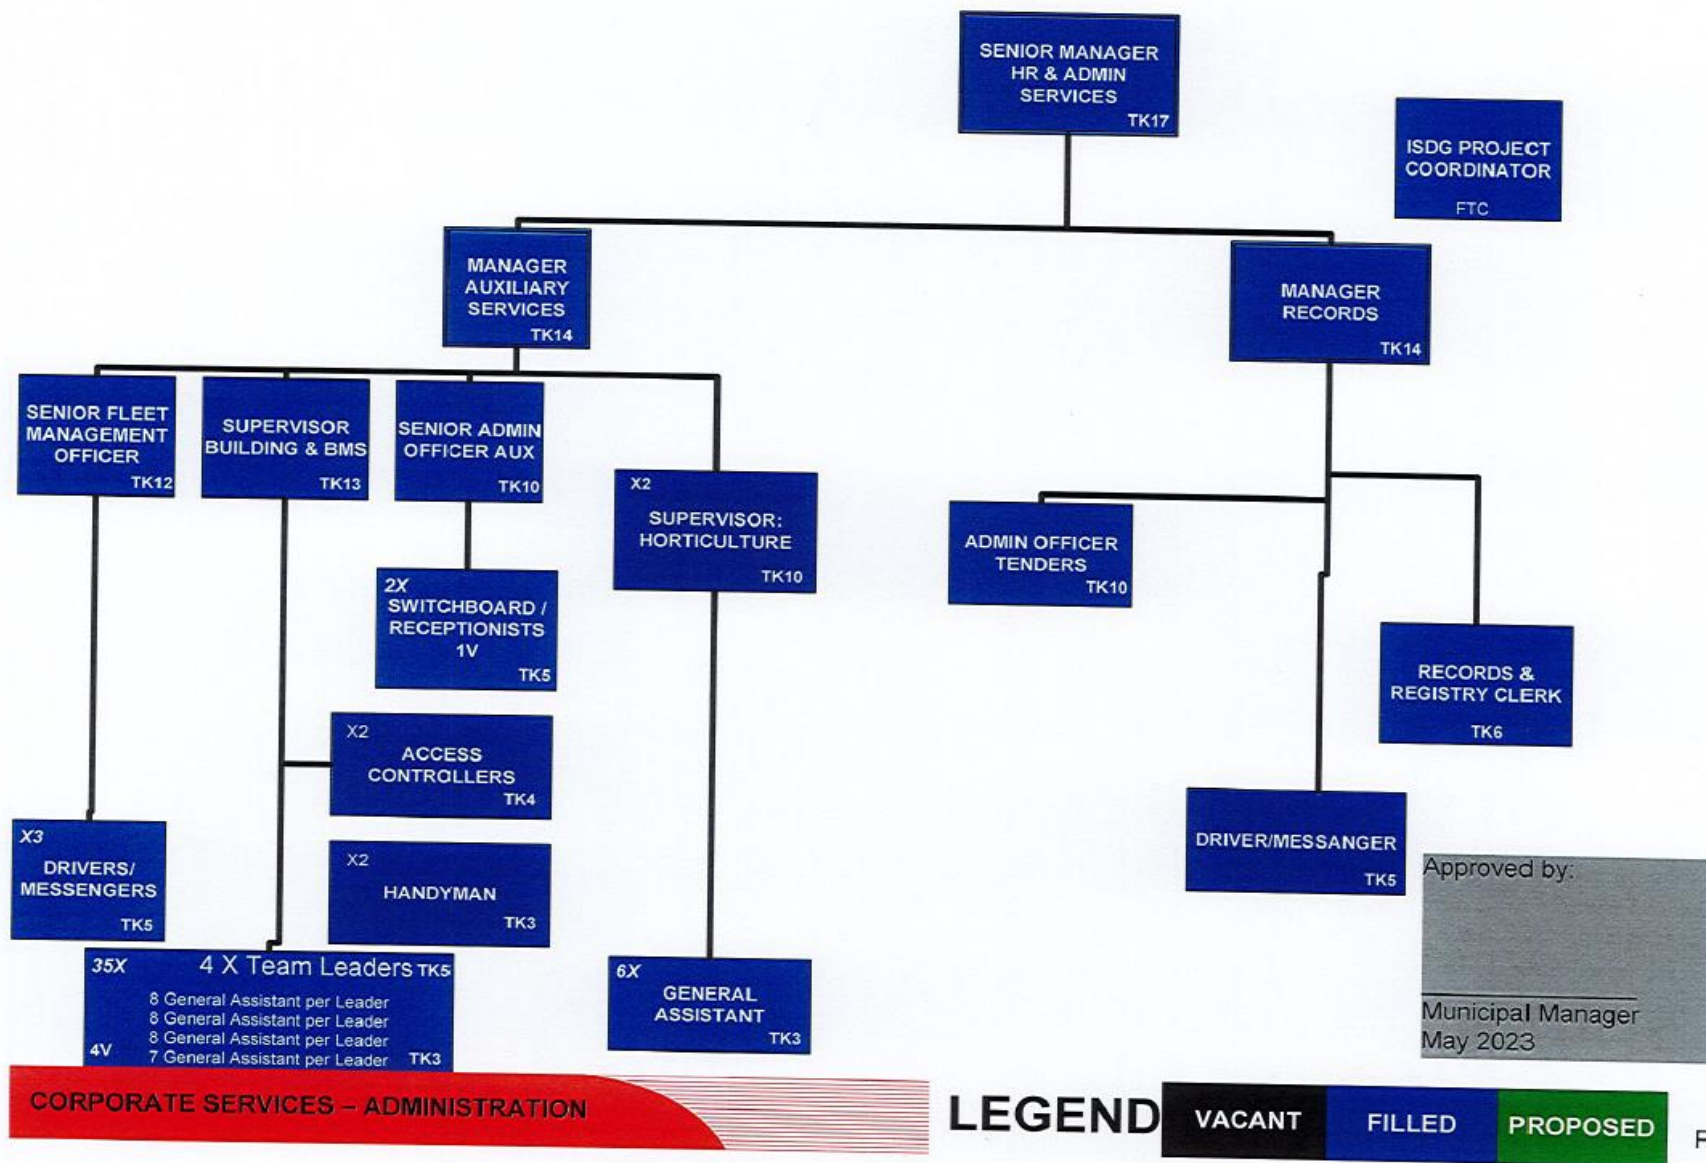 SENIOR MANAGER
HR & ADMIN
SERVICES
TK17
ISDG PROJECT
COORDINATOR
FTC
MANAGER
AUXILIARY
SERVICES
TK14
MANAGER
RECORDS
TK14
SENIOR FLEET
MANAGEMENT
OFFICER
TK12
SUPERVISOR
BUILDING & BMS
TK13
SENIOR ADMIN
OFFICER AUX
TK10
X2
SUPERVISOR:
HORTICULTURE
TK10
ADMIN OFFICER
TENDERS
TK10
2X
SWITCHBOARD /
RECEPTIONISTS
1V
TK5
RECORDS &
REGISTRY CLERK
TK6
X2
ACCESS
CONTROLLERS
TK4
DRIVER/MESSANGER
TK5
X3
DRIVERS/
MESSENGERS
TK5
X2
HANDYMAN
TK3
35X 4 X Team Leaders TK5
8 General Assistant per Leader
8 General Assistant per Leader
8 General Assistant per Leader
4V 7 General Assistant per Leader TK3
6X
GENERAL
ASSISTANT
TK3
Approved by:
Municipal Manager
May 2023
CORPORATE SERVICES – ADMINISTRATION
LEGEND VACANT FILLED PROPOSED